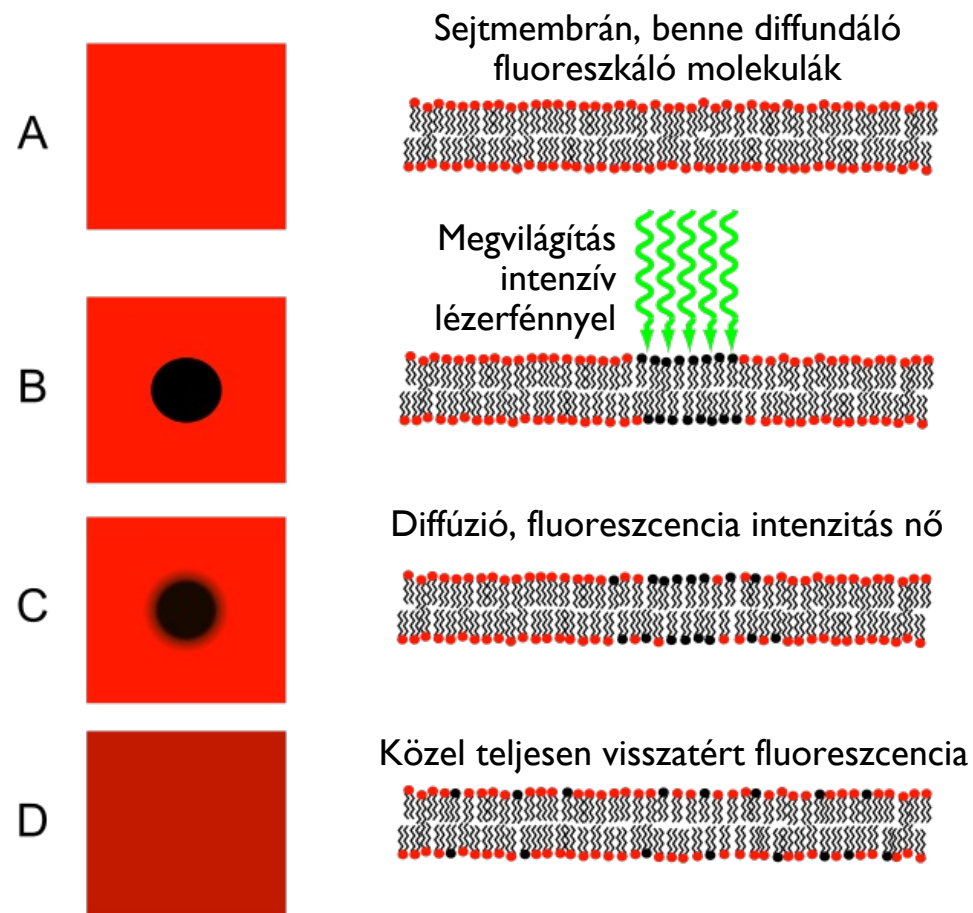 Sejtmembrán, benne diffundáló
fluoreszkáló molekulák
A
Megvilágítás
intenzív
lézerfénnyel
B
Diffúzió, fluoreszcencia intenzitás nő
C
Közel teljesen visszatért fluoreszcencia
D